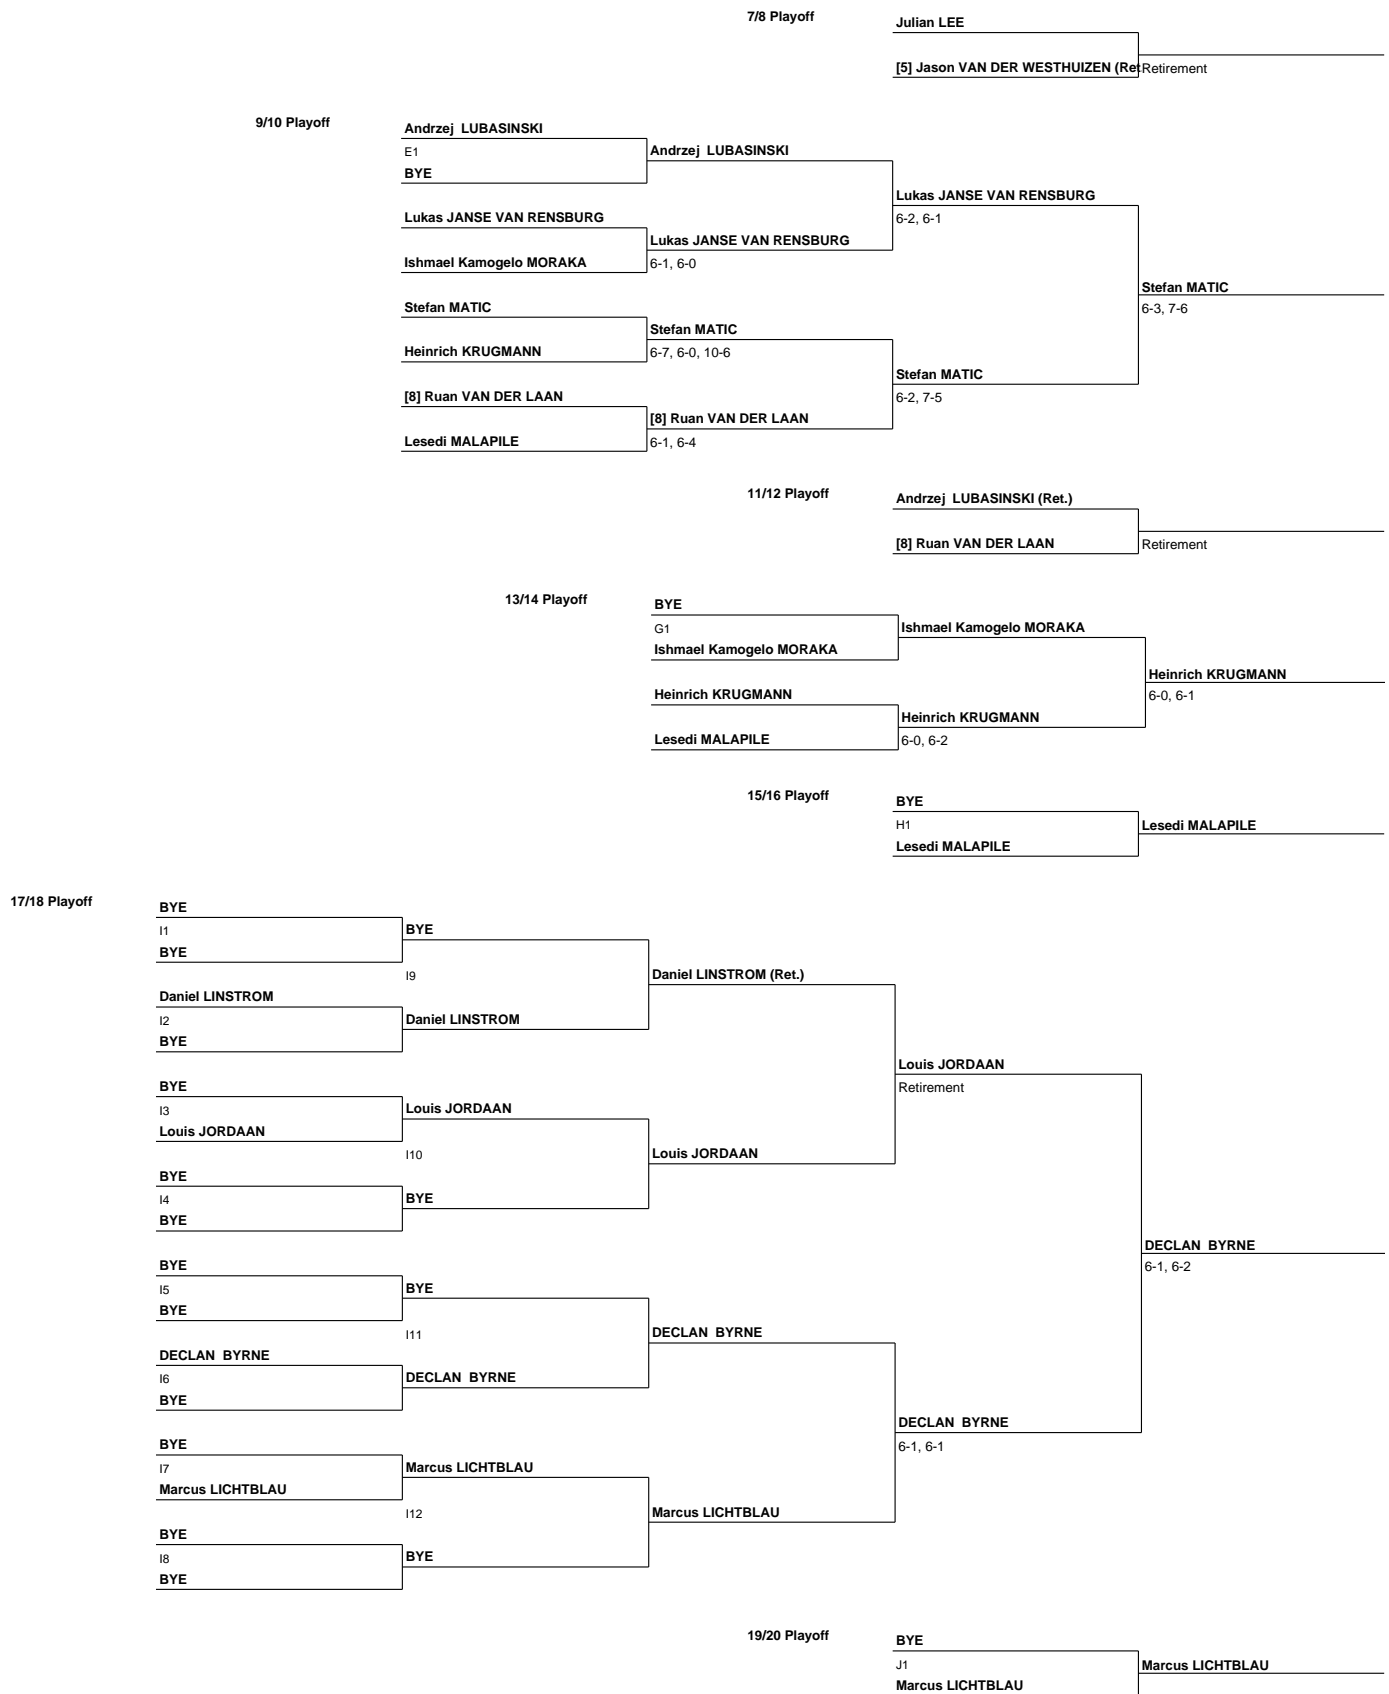 7/8 Playoff
Julian LEE
[5] Jason VAN DER WESTHUIZEN (Ret
Retirement
9/10 Playoff
Andrzej LUBASINSKI
E1
BYE
Andrzej LUBASINSKI
Lukas JANSE VAN RENSBURG
6-2, 6-1
Lukas JANSE VAN RENSBURG
Ishmael Kamogelo MORAKA
Lukas JANSE VAN RENSBURG
6-1, 6-0
Stefan MATIC
6-3, 7-6
Stefan MATIC
Heinrich KRUGMANN
Stefan MATIC
6-7, 6-0, 10-6
Stefan MATIC
6-2, 7-5
[8] Ruan VAN DER LAAN
Lesedi MALAPILE
[8] Ruan VAN DER LAAN
6-1, 6-4
11/12 Playoff
Andrzej LUBASINSKI (Ret.)
[8] Ruan VAN DER LAAN
Retirement
13/14 Playoff
BYE
G1
Ishmael Kamogelo MORAKA
Ishmael Kamogelo MORAKA
Heinrich KRUGMANN
6-0, 6-1
Heinrich KRUGMANN
Lesedi MALAPILE
Heinrich KRUGMANN
6-0, 6-2
15/16 Playoff
BYE
H1
Lesedi MALAPILE
Lesedi MALAPILE
17/18 Playoff
BYE
I1
BYE
BYE
I9
Daniel LINSTROM (Ret.)
Daniel LINSTROM
I2
BYE
Daniel LINSTROM
Louis JORDAAN
Retirement
BYE
I3
Louis JORDAAN
Louis JORDAAN
I10
Louis JORDAAN
BYE
I4
BYE
BYE
DECLAN BYRNE
6-1, 6-2
BYE
I5
BYE
BYE
I11
DECLAN BYRNE
DECLAN BYRNE
I6
BYE
DECLAN BYRNE
DECLAN BYRNE
6-1, 6-1
BYE
I7
Marcus LICHTBLAU
Marcus LICHTBLAU
I12
Marcus LICHTBLAU
BYE
I8
BYE
BYE
19/20 Playoff
BYE
J1
Marcus LICHTBLAU
Marcus LICHTBLAU